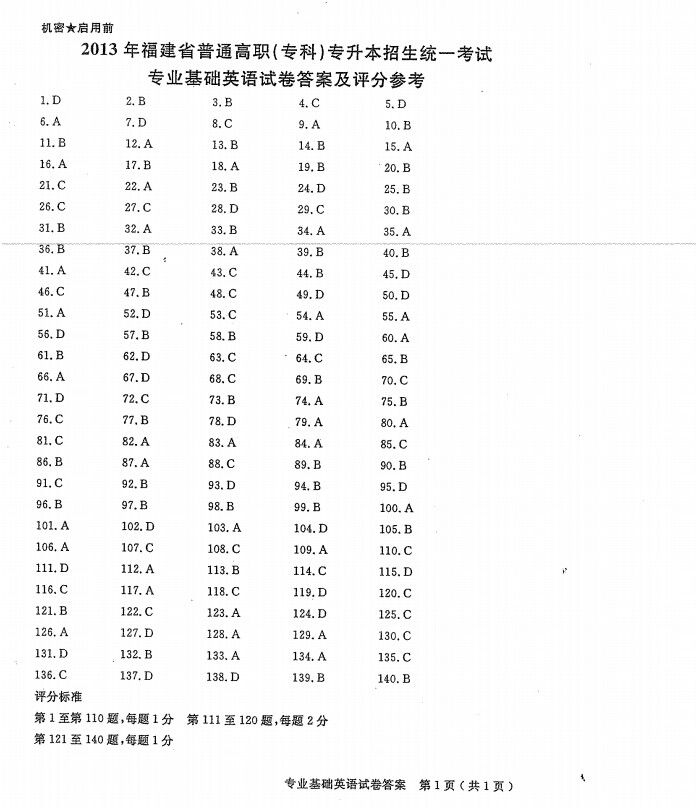 机密★启用前
2013 年福建省普通高职(专科)专升本招生统一考试
专业基础英语试卷答案及评分参考
1. D 2. B 3. B 4. C 5. D
6. A 7. D 8. C 9. A 10. B
11. B 12. A 13. B 14. B 15. A
16. A 17. B 18. A 19. B 20. B
21. C 22. A 23. B 24. D 25. B
26. C 27. C 28. D 29. C 30. B
31. B 32. A 33. B 34. A 35. A
36. B 37. B 38. A 39. B 40. B
41. A 42. C 43. C 44. B 45. D
46. C 47. B 48. C 49. D 50. D
51. A 52. D 53. C 54. A 55. A
56. D 57. B 58. B 59. D 60. A
61. B 62. D 63. C 64. C 65. B
66. A 67. D 68. C 69. B 70. C
71. D 72. C 73. B 74. A 75. B
76. C 77. B 78. D 79. A 80. A
81. C 82. A 83. A 84. A 85. C
86. B 87. A 88. C 89. B 90. B
91. C 92. B 93. D 94. B 95. D
96. B 97. B 98. B 99. B 100. A
101. A 102. D 103. A 104. D 105. B
106. A 107. C 108. C 109. A 110. C
111. D 112. A 113. B 114. C 115. D
116. C 117. A 118. C 119. D 120. C
121. B 122. C 123. A 124. D 125. C
126. A 127. D 128. A 129. A 130. C
131. D 132. B 133. A 134. A 135. C
136. C 137. D 138. D 139. B 140. B
评分标准
第 1 至第 110 题,每题 1 分 第 111 至 120 题,每题 2 分
第 121 至 140 题,每题 1 分
专业基础英语试卷答案 第 1 页 ( 共 1 页 )